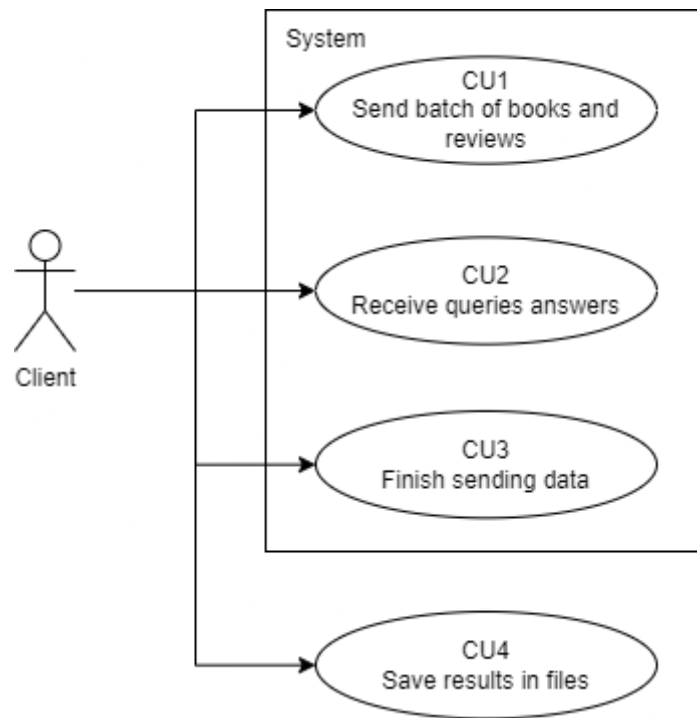 System
CU1
Send batch of books and
reviews
CU2
Receive queries answers
Client
CU3
Finish sending data
CU4
Save results in files